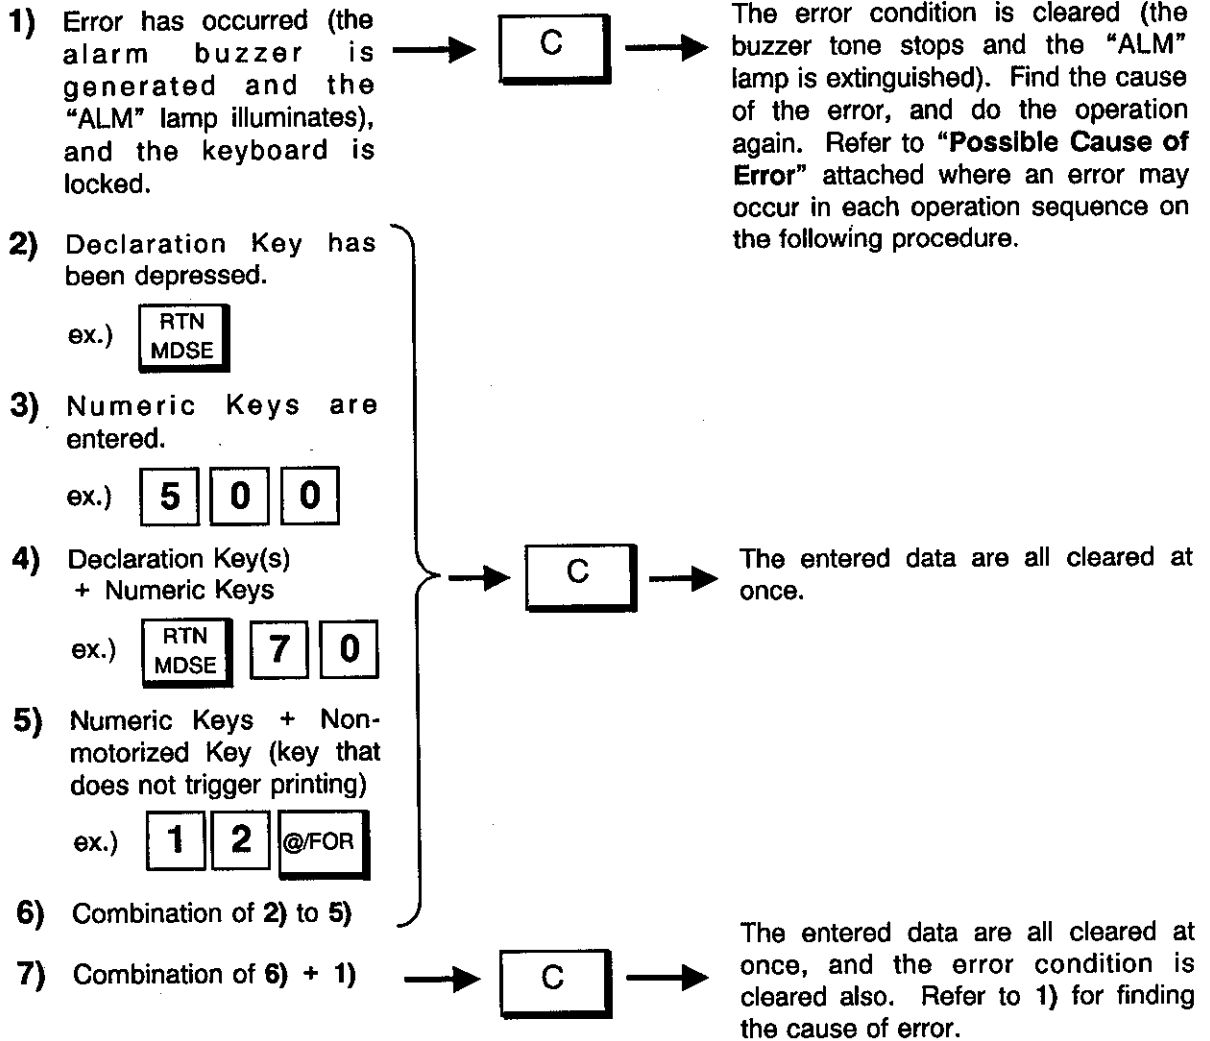 1) Error has occurred (the
alarm buzzer is
generated and the
“ALM” lamp illuminates),
and the keyboard is
locked.
C
The error condition is cleared (the
buzzer tone stops and the “ALM”
lamp is extinguished). Find the cause
of the error, and do the operation
again. Refer to “Possible Cause of
Error” attached where an error may
occur in each operation sequence on
the following procedure.
2) Declaration Key has
been depressed.
ex.) RTN
MDSE
3) Numeric Keys are
entered.
ex.) 5 0 0
4) Declaration Key(s)
+ Numeric Keys
ex.) RTN
MDSE 7 0
5) Numeric Keys + Non-
motorized Key (key that
does not trigger printing)
ex.) 1 2 @/FOR
6) Combination of 2) to 5)
C
The entered data are all cleared at
once.
7) Combination of 6) + 1)
C
The entered data are all cleared at
once, and the error condition is
cleared also. Refer to 1) for finding
the cause of error.